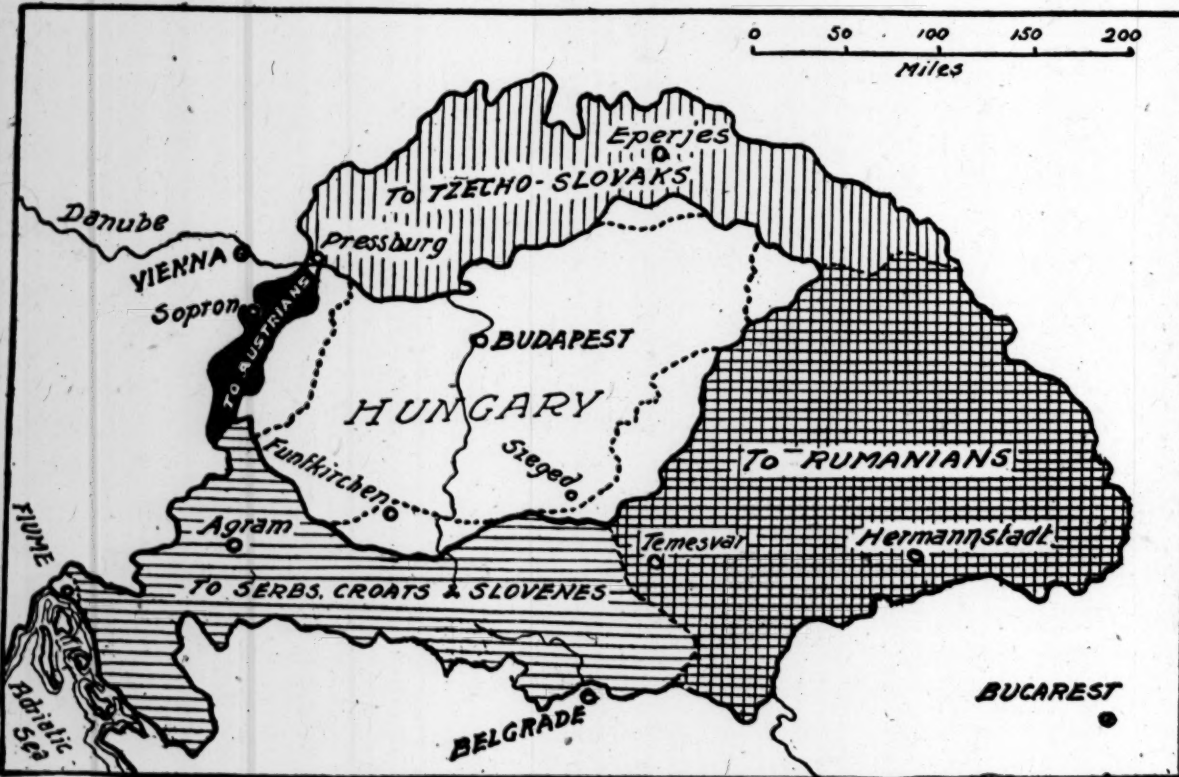 0 50 100 150 200
Miles
Eperjes
TO TZECHO-SLOVAKS
Danube
Pressburg
VIENNA
Sopron
TO AUSTRIANS
BUDAPEST
HUNGARY
Funfkirchen
Szeged
TO RUMANIANS
FIUME
Agram
Temesvar
Hermannstadt
TO SERBS, CROATS & SLOVENES
Adriatic
Sea
BELGRADE
BUCAREST